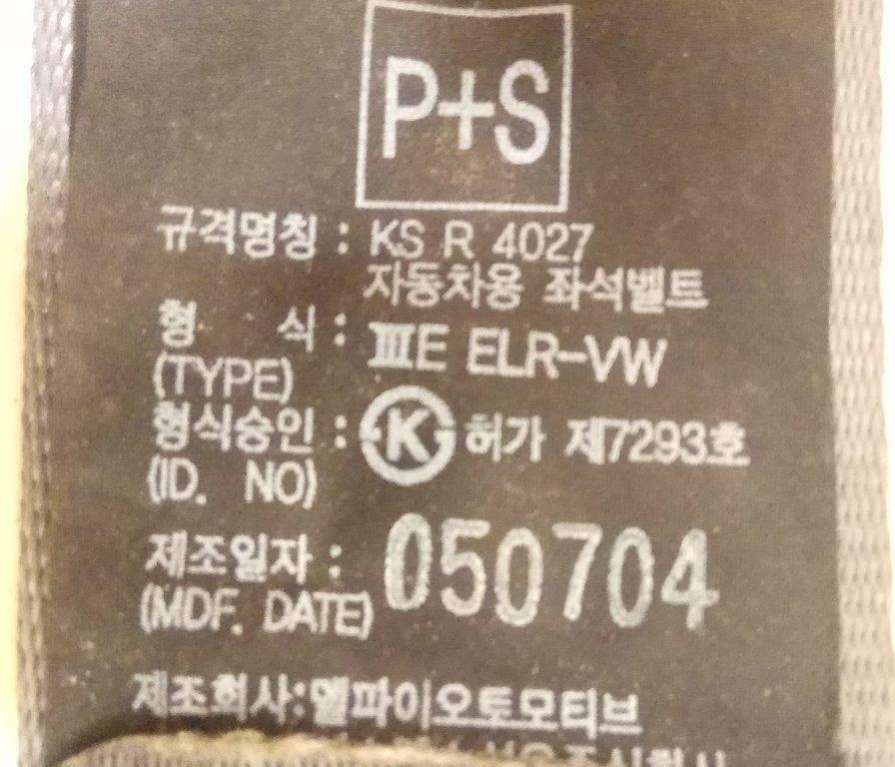 P+S
규격명칭 : KS R 4027
자동차용 좌석벨트
형 식 : ⅢE ELR-VW
(TYPE)
형식승인 : K 허가 제7293호
(ID. NO)
제조일자 : 050704
(MDF. DATE)
제조회사:델파이오토모티브